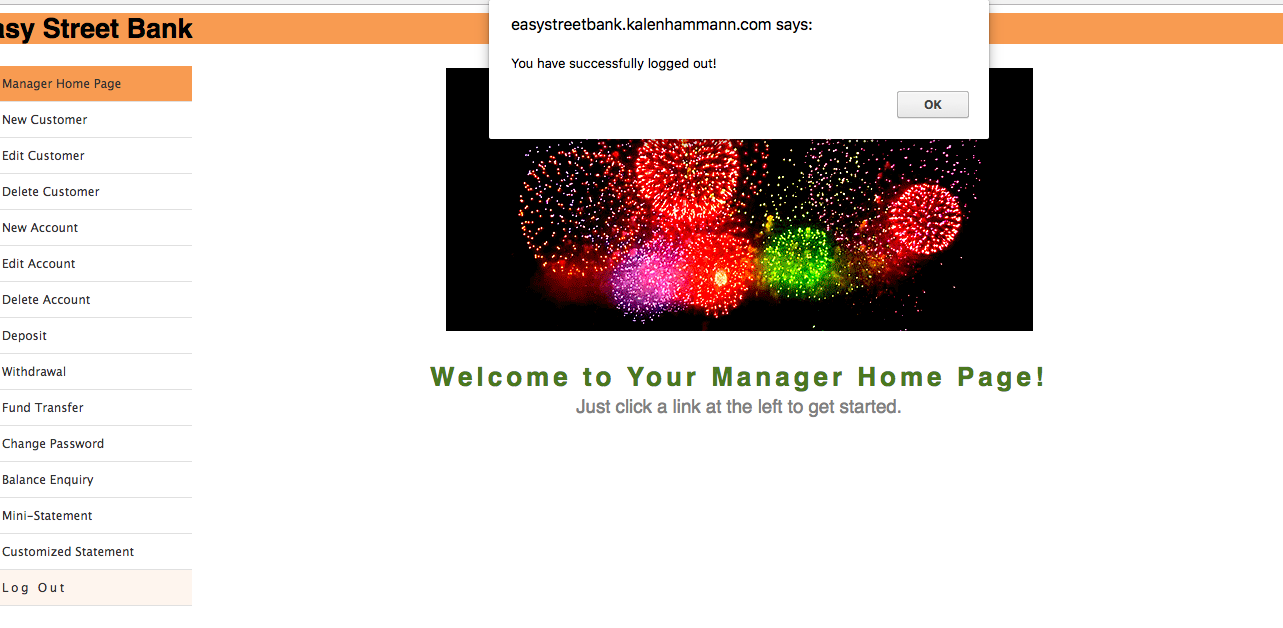 asy Street Bank
easystreetbank.kalenhammann.com says:
You have successfully logged out!
OK
Manager Home Page
New Customer
Edit Customer
Delete Customer
New Account
Edit Account
Delete Account
Deposit
Withdrawal
Fund Transfer
Change Password
Balance Enquiry
Mini-Statement
Customized Statement
Log Out
Welcome to Your Manager Home Page!
Just click a link at the left to get started.